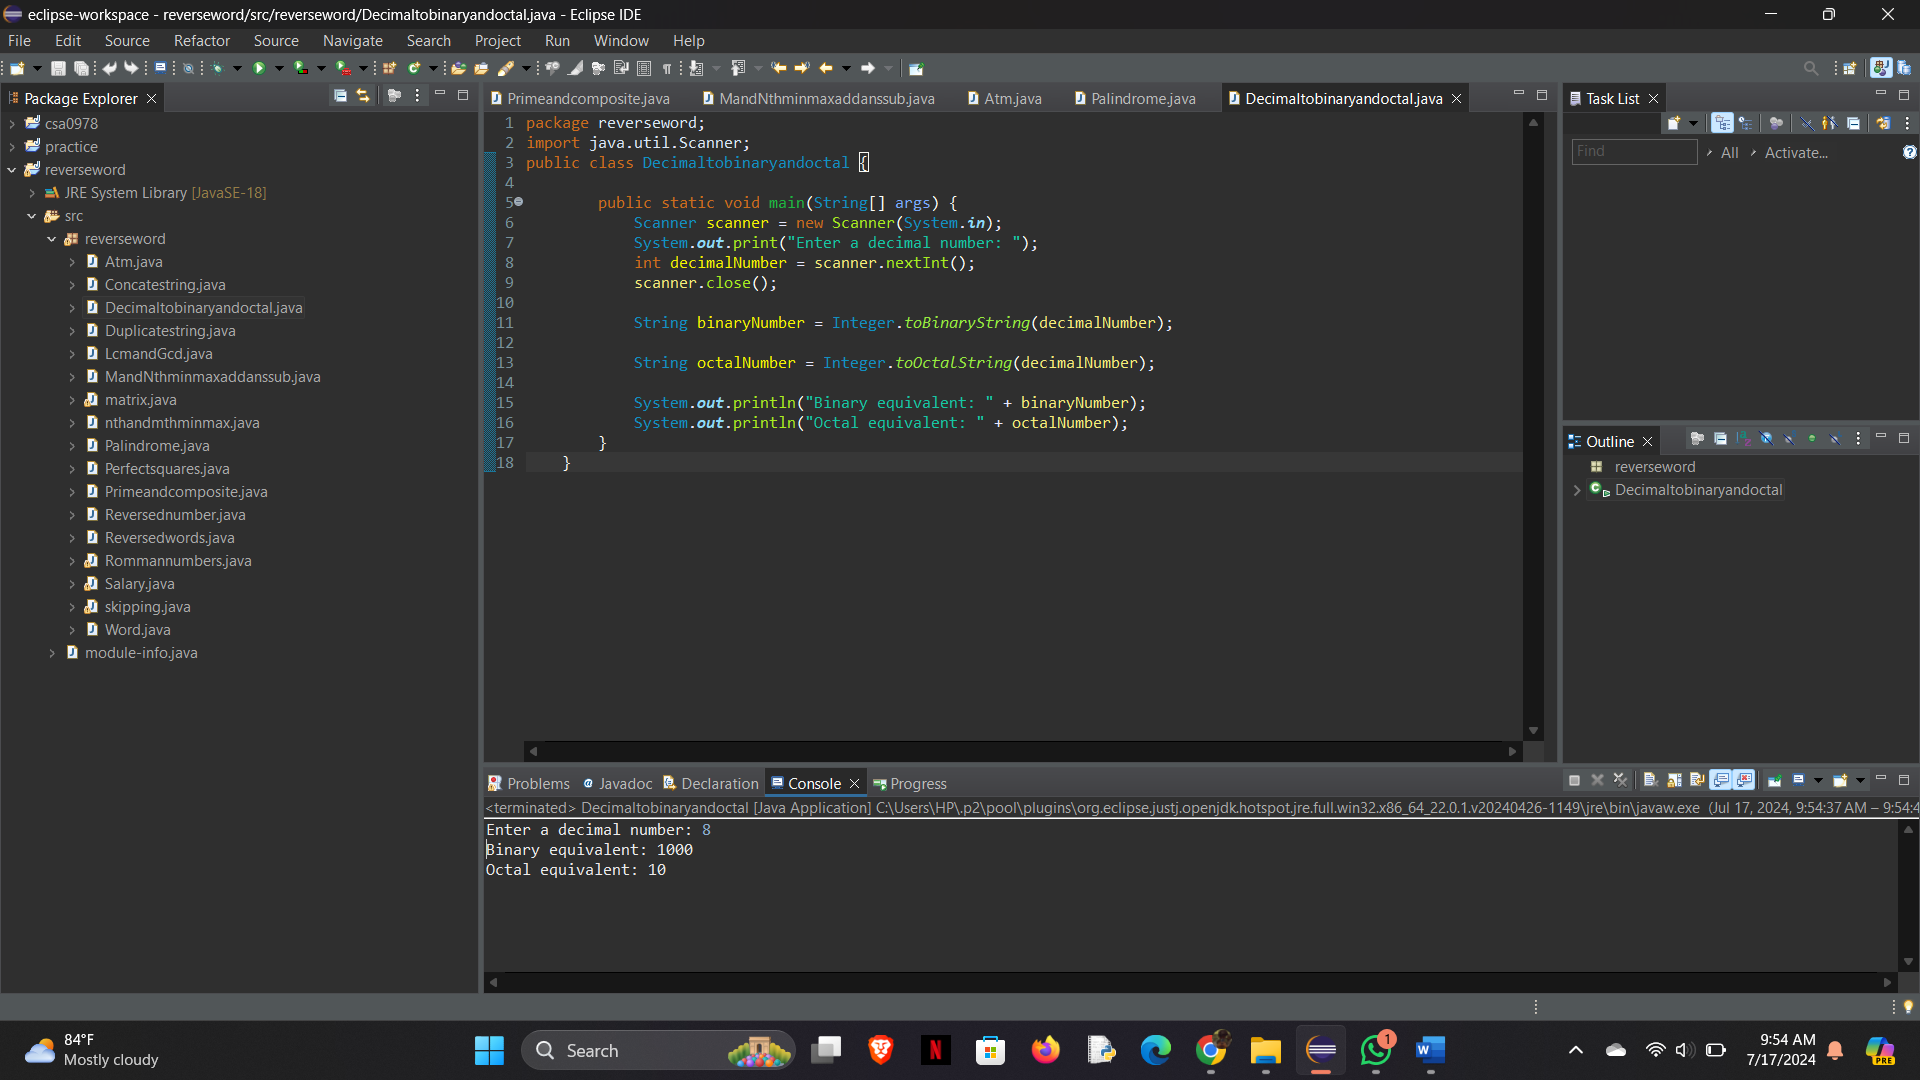 eclipse-workspace - reverseword/src/reverseword/Decimaltobinaryandoctal.java - Eclipse IDE
File Edit Source Refactor Source Navigate Search Project Run Window Help
Package Explorer
csa0978
practice
reverseword
JRE System Library [JavaSE-18]
src
reverseword
Atm.java
Concatestring.java
Decimaltobinaryandoctal.java
Duplicatestring.java
LcmandGcd.java
MandNthminmaxaddanssub.java
matrix.java
nthandmthminmax.java
Palindrome.java
Perfectsquares.java
Primeandcomposite.java
Reversednumber.java
Reversedwords.java
Rommannumbers.java
Salary.java
skipping.java
Word.java
module-info.java
Primeandcomposite.java MandNthminmaxaddanssub.java Atm.java Palindrome.java Decimaltobinaryandoctal.java
1 package reverseword;
2 import java.util.Scanner;
3 public class Decimaltobinaryandoctal {
4
5 public static void main(String[] args) {
6 Scanner scanner = new Scanner(System.in);
7 System.out.print("Enter a decimal number: ");
8 int decimalNumber = scanner.nextInt();
9 scanner.close();
10
11 String binaryNumber = Integer.toBinaryString(decimalNumber);
12
13 String octalNumber = Integer.toOctalString(decimalNumber);
14
15 System.out.println("Binary equivalent: " + binaryNumber);
16 System.out.println("Octal equivalent: " + octalNumber);
17 }
18 }
Task List
Find All Activate...
Outline
reverseword
Decimaltobinaryandoctal
Problems Javadoc Declaration Console Progress
<terminated> Decimaltobinaryandoctal [Java Application] C:\Users\HP\.p2\pool\plugins\org.eclipse.justj.openjdk.hotspot.jre.full.win32.x86_64_22.0.1.v20240426-1149\jre\bin\javaw.exe (Jul 17, 2024, 9:54:37 AM – 9:54:4
Enter a decimal number: 8
Binary equivalent: 1000
Octal equivalent: 10
84°F
Mostly cloudy
Search
1
9:54 AM
7/17/2024
PRE